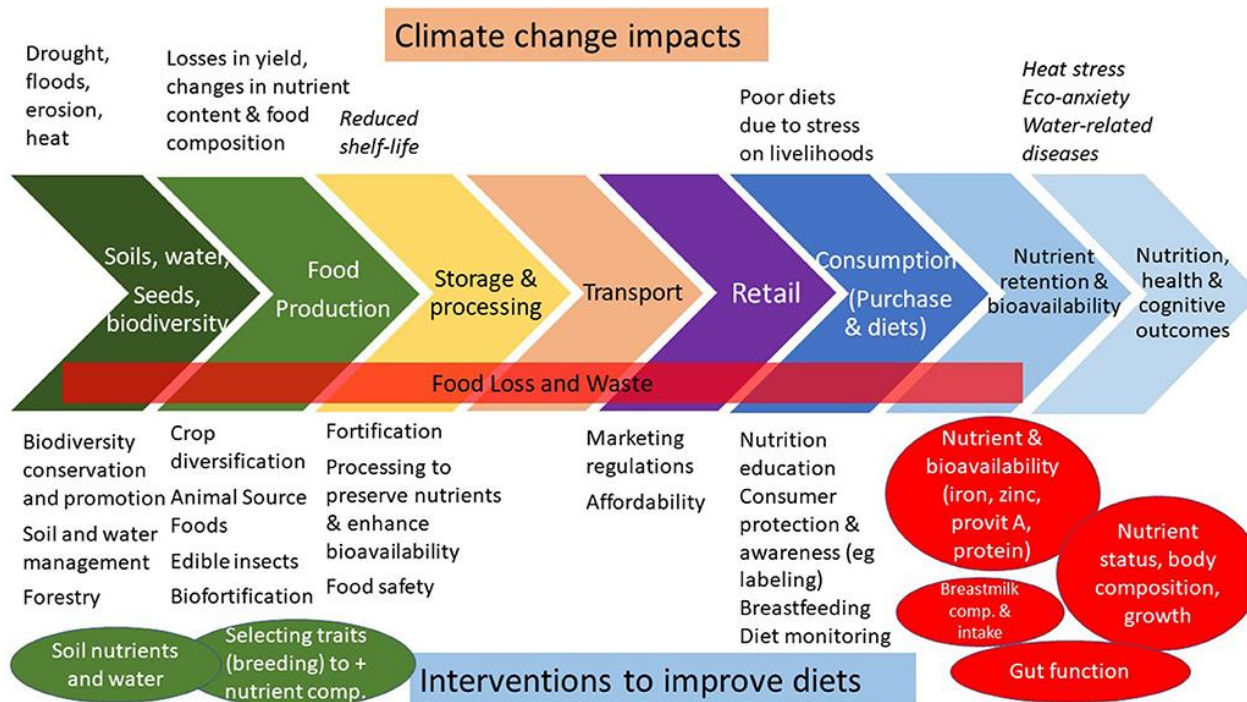 Climate change impacts
Drought,
floods,
erosion,
heat
Losses in yield,
changes in nutrient
content & food
composition
Reduced
shelf-life
Poor diets
due to stress
on livelihoods
Heat stress
Eco-anxiety
Water-related
diseases
Soils, water,
Seeds,
biodiversity
Food
Production
Storage &
processing
Transport
Retail
Consumption
(Purchase
& diets)
Nutrient
retention &
bioavailability
Nutrition,
health &
cognitive
outcomes
Food Loss and Waste
Biodiversity
conservation
and promotion
Soil and water
management
Forestry
Crop
diversification
Animal Source
Foods
Edible insects
Biofortification
Fortification
Processing to
preserve nutrients
& enhance
bioavailability
Food safety
Marketing
regulations
Affordability
Nutrition
education
Consumer
protection &
awareness (eg
labeling)
Breastfeeding
Diet monitoring
Nutrient &
bioavailability
(iron, zinc,
provit A,
protein)
Nutrient
status, body
composition,
growth
Breastmilk
comp. &
intake
Gut function
Soil nutrients
and water
Selecting traits
(breeding) to +
nutrient comp.
Interventions to improve diets